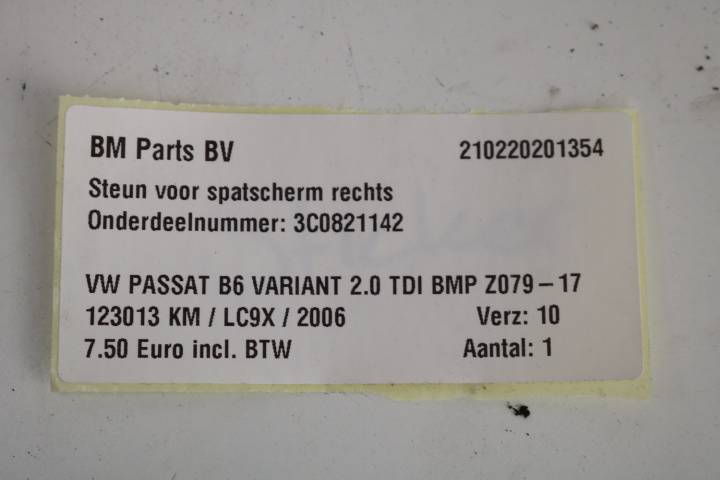 BM Parts BV 210220201354
Steun voor spatscherm rechts
Onderdeelnummer: 3C0821142
VW PASSAT B6 VARIANT 2.0 TDI BMP Z079-17
123013 KM / LC9X / 2006 Verz: 10
7.50 Euro incl. BTW Aantal: 1